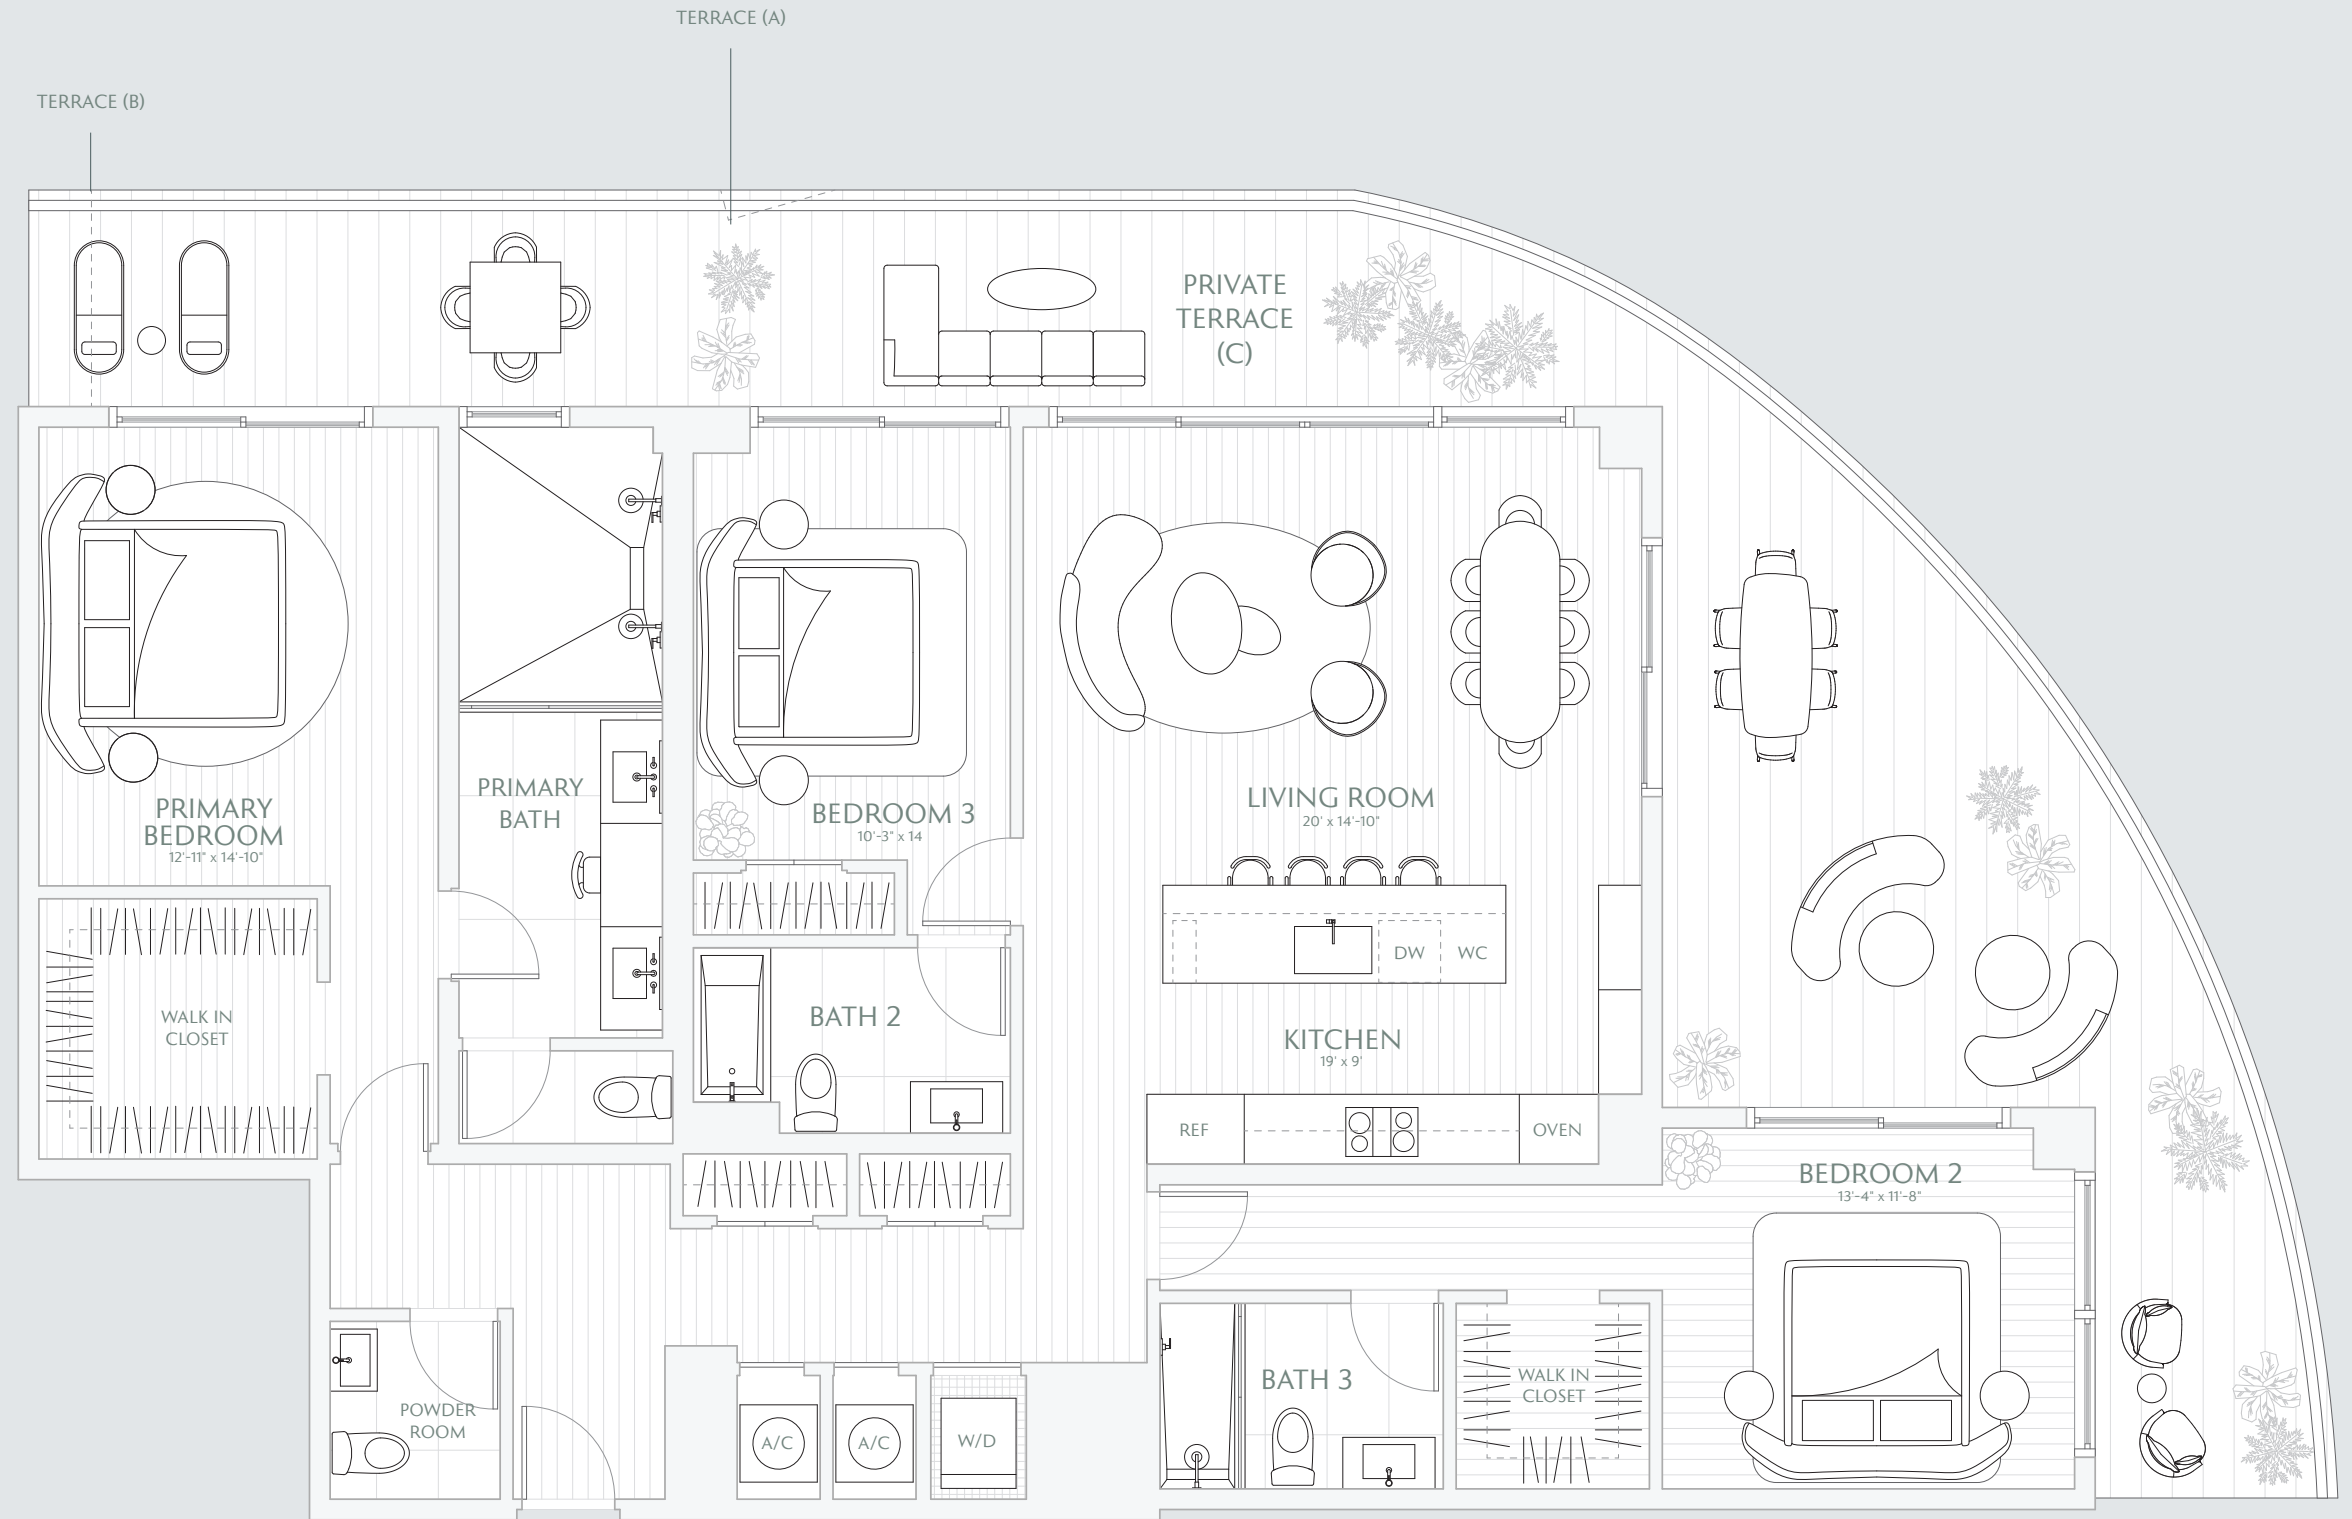 TERRACE (A)
TERRACE (B)
PRIVATE
TERRACE
(C)
PRIMARY
BEDROOM
12'-11" x 14'-10"
PRIMARY
BATH
BEDROOM 3
10'-3" x 14
LIVING ROOM
20' x 14'-10"
DW
WC
WALK IN
CLOSET
BATH 2
KITCHEN
19' x 9'
REF
OVEN
BEDROOM 2
13'-4" x 11'-8"
POWDER
ROOM
A/C
A/C
W/D
BATH 3
WALK IN
CLOSET